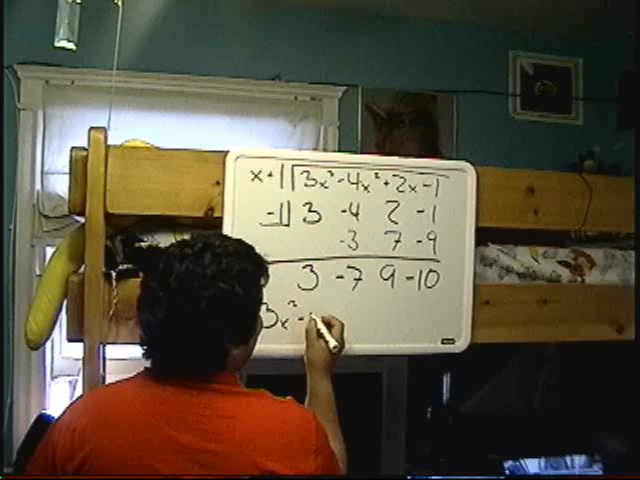 x+1 | 3x³-4x²+2x-1
-1 | 3 -4 2 -1
-3 7 -9
3 -7 9 -10
3x²-